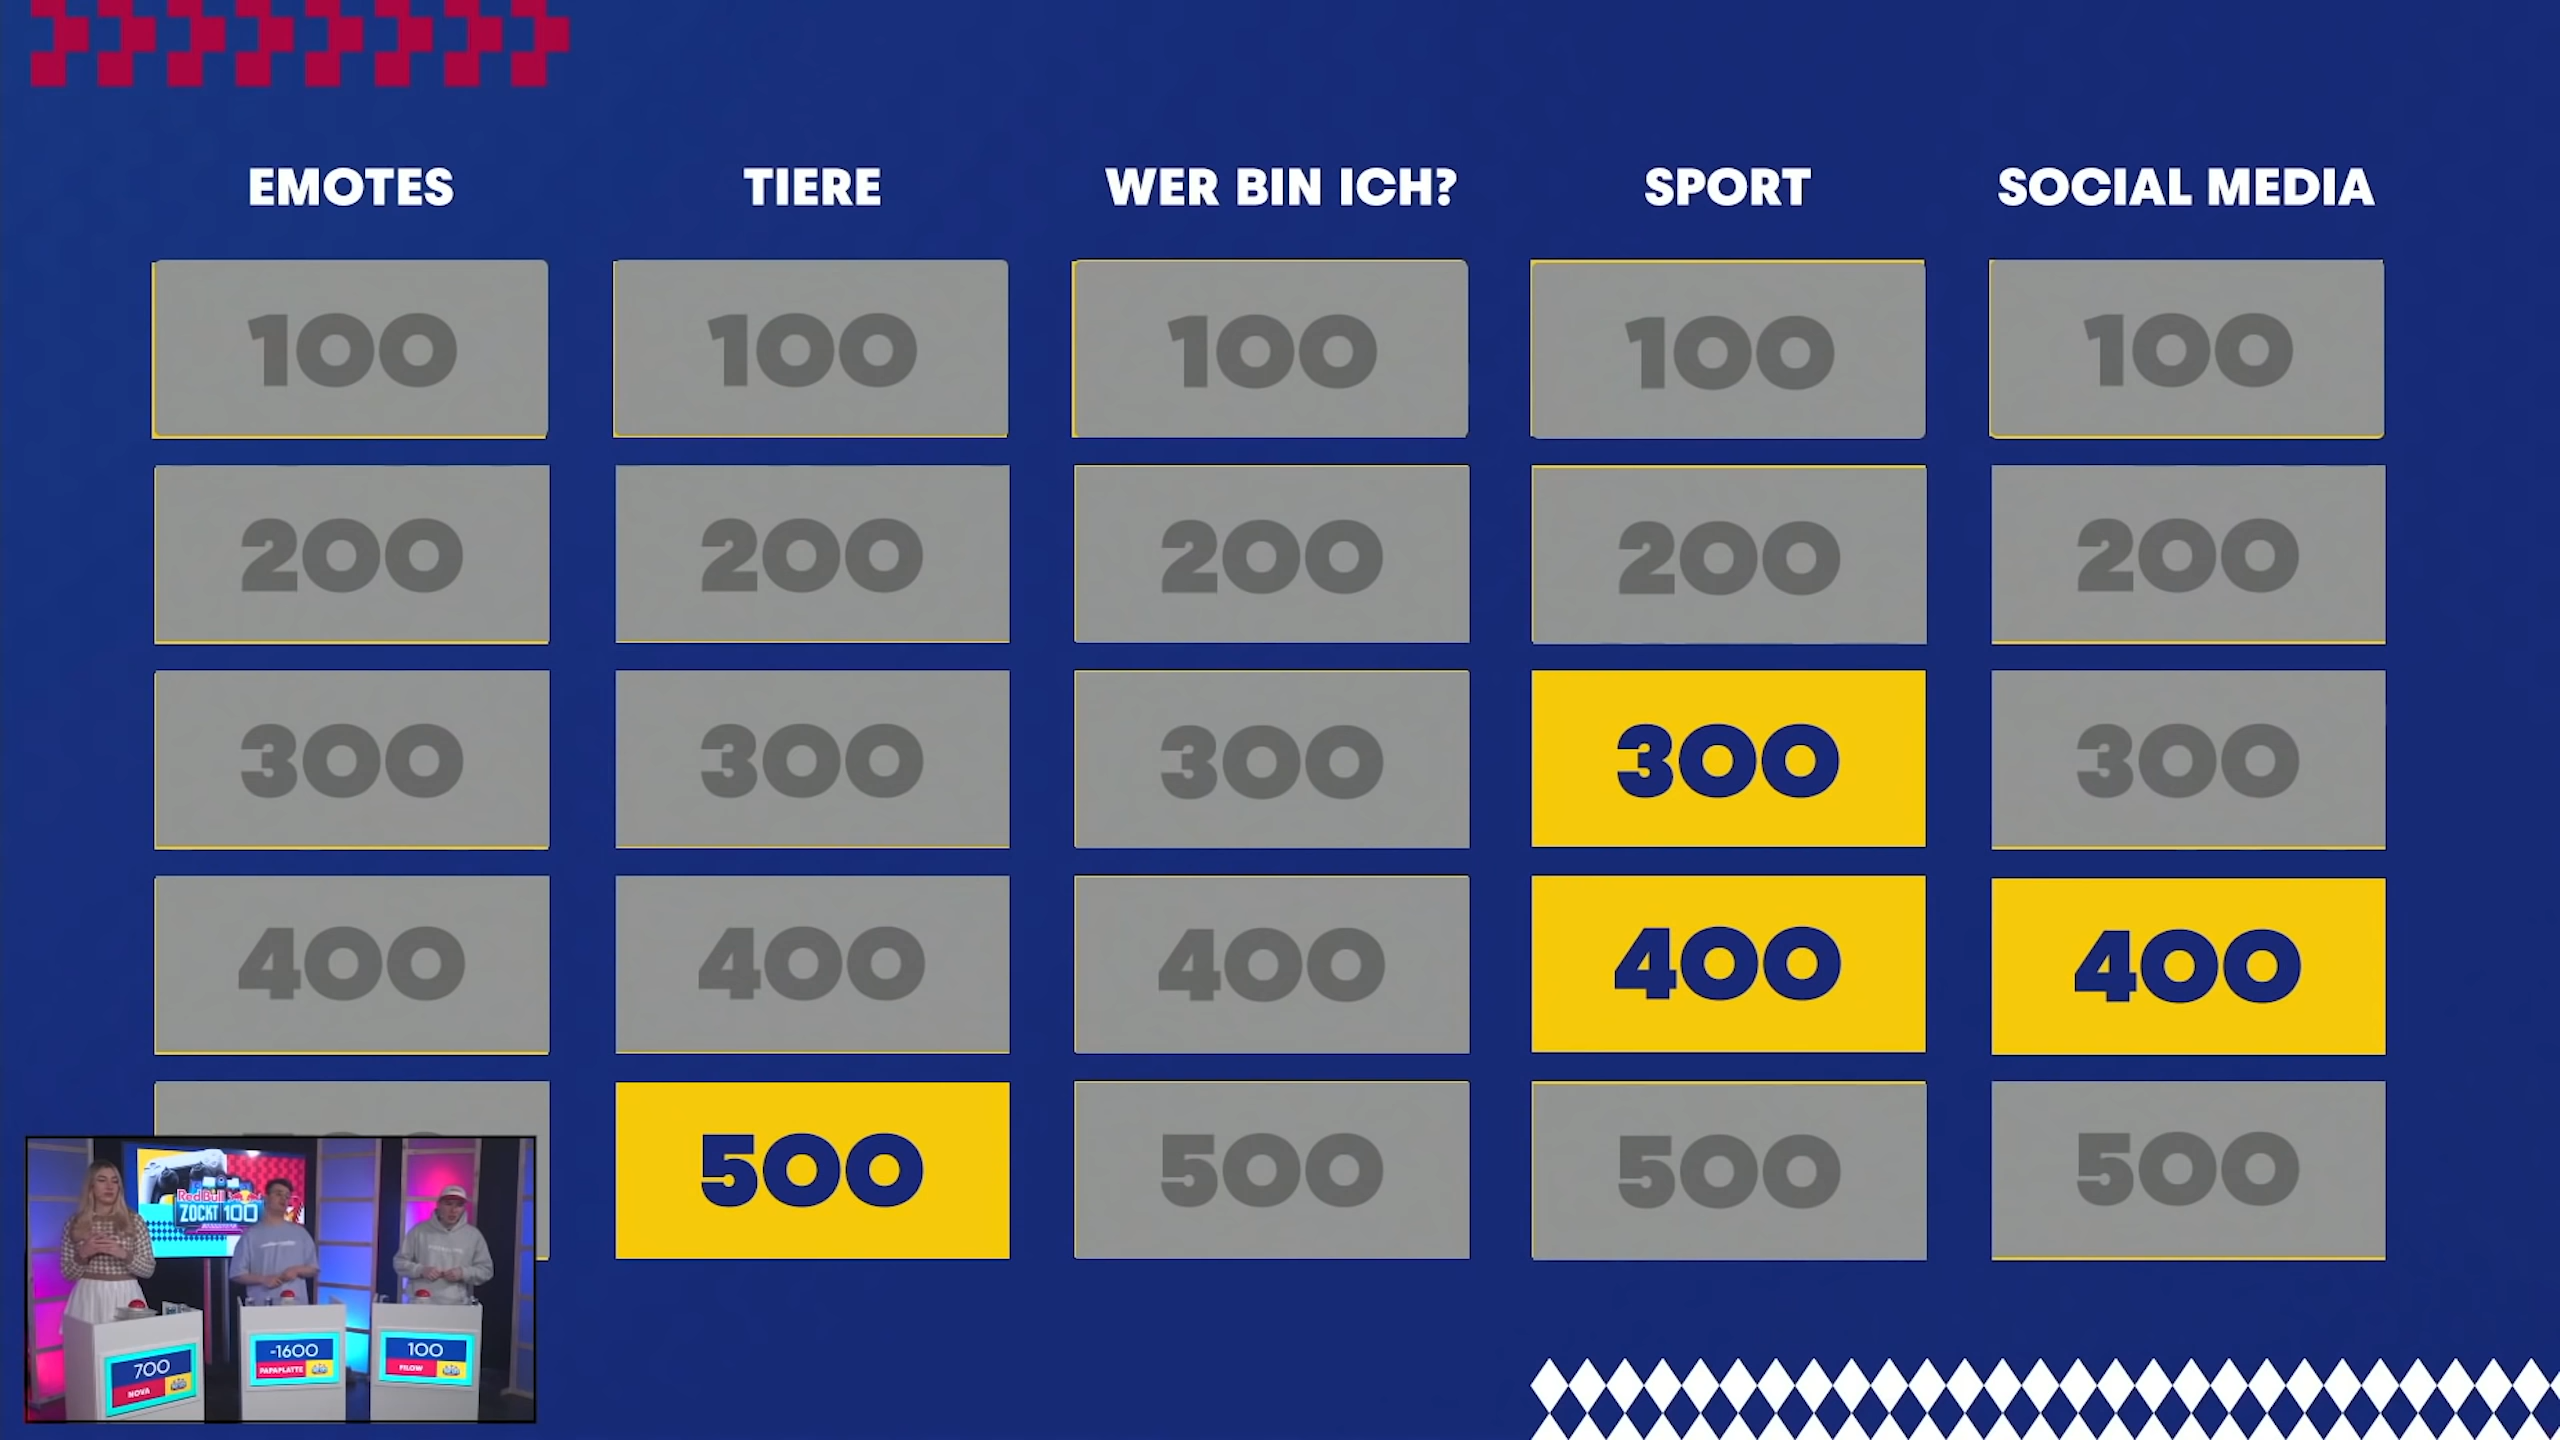 EMOTES TIERE WER BIN ICH? SPORT SOCIAL MEDIA
100 100 100 100 100
200 200 200 200 200
300 300 300 300 300
400 400 400 400 400
500 500 500 500
Red Bull
ZOCKT 100
700
NOVA
-1600
PAPAPLATTE
100
FILOW